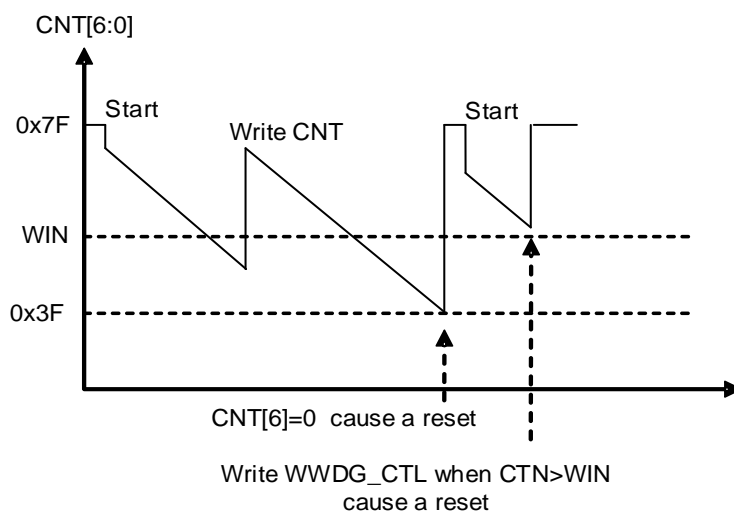 CNT[6:0]
Start
Start
0x7F
Write CNT
WIN
0x3F
CNT[6]=0 cause a reset
Write WWDG_CTL when CTN>WIN
cause a reset